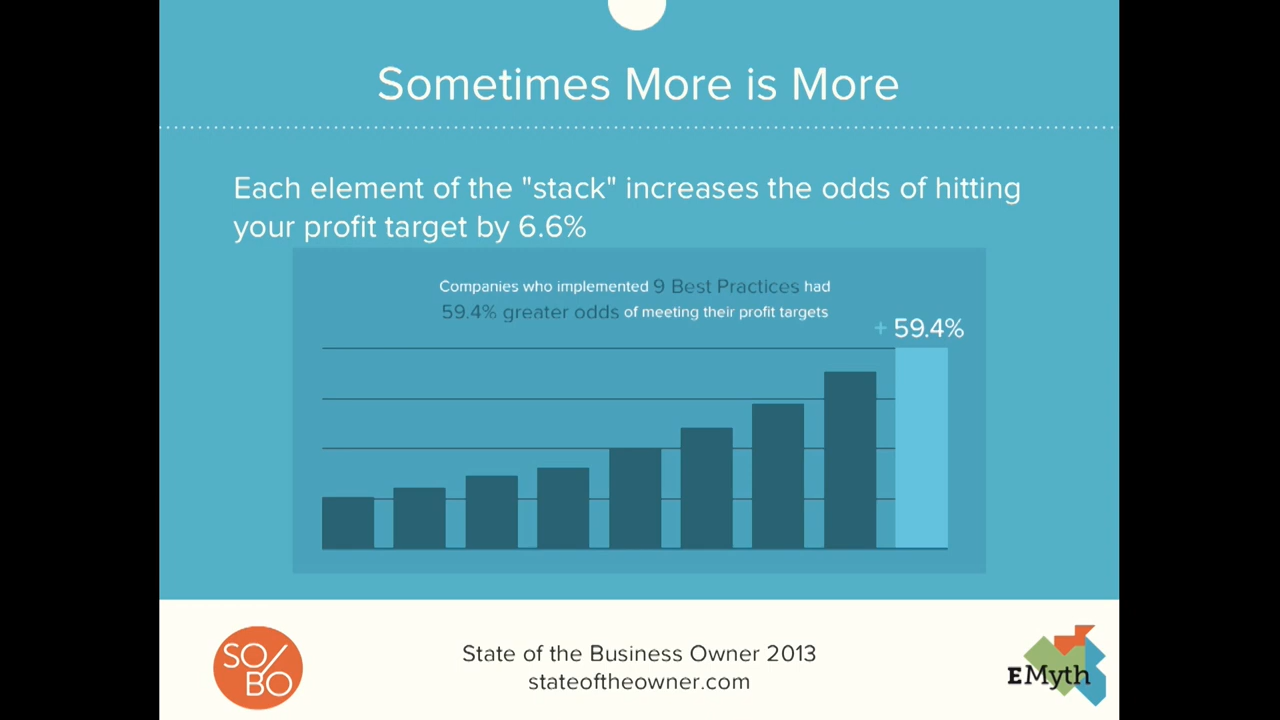 Sometimes More is More
Each element of the "stack" increases the odds of hitting
your profit target by 6.6%
Companies who implemented 9 Best Practices had
59.4% greater odds of meeting their profit targets
+ 59.4%
SO/
BO
State of the Business Owner 2013
stateoftheowner.com
EMyth